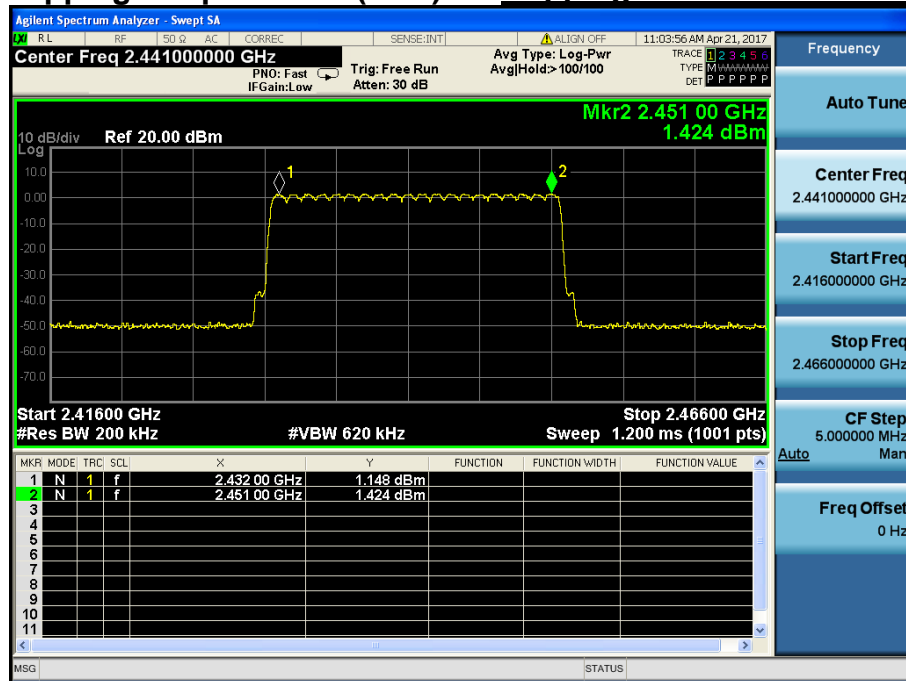 Agilent Spectrum Analyzer - Swept SA
LXI RL RF 50 Ω AC CORREC SENSE:INT ALIGN OFF 11:03:56 AM Apr 21, 2017
Center Freq 2.441000000 GHz
PNO: Fast
IFGain:Low
Trig: Free Run
Atten: 30 dB
Avg Type: Log-Pwr
Avg|Hold:>100/100
TRACE 1 2 3 4 5 6
TYPE M W W W W W
DET P P P P P P
Mkr2 2.451 00 GHz
1.424 dBm
10 dB/div Ref 20.00 dBm
Log
10.0
0.00
-10.0
-20.0
-30.0
-40.0
-50.0
-60.0
-70.0
1
2
Start 2.41600 GHz Stop 2.46600 GHz
#Res BW 200 kHz #VBW 620 kHz Sweep 1.200 ms (1001 pts)
MKR MODE TRC SCL X Y FUNCTION FUNCTION WIDTH FUNCTION VALUE
1 N 1 f 2.432 00 GHz 1.148 dBm
2 N 1 f 2.451 00 GHz 1.424 dBm
3
4
5
6
7
8
9
10
11
MSG STATUS
Frequency
Auto Tune
Center Freq
2.441000000 GHz
Start Freq
2.416000000 GHz
Stop Freq
2.466000000 GHz
CF Step
5.000000 MHz
Auto Man
Freq Offset
0 Hz